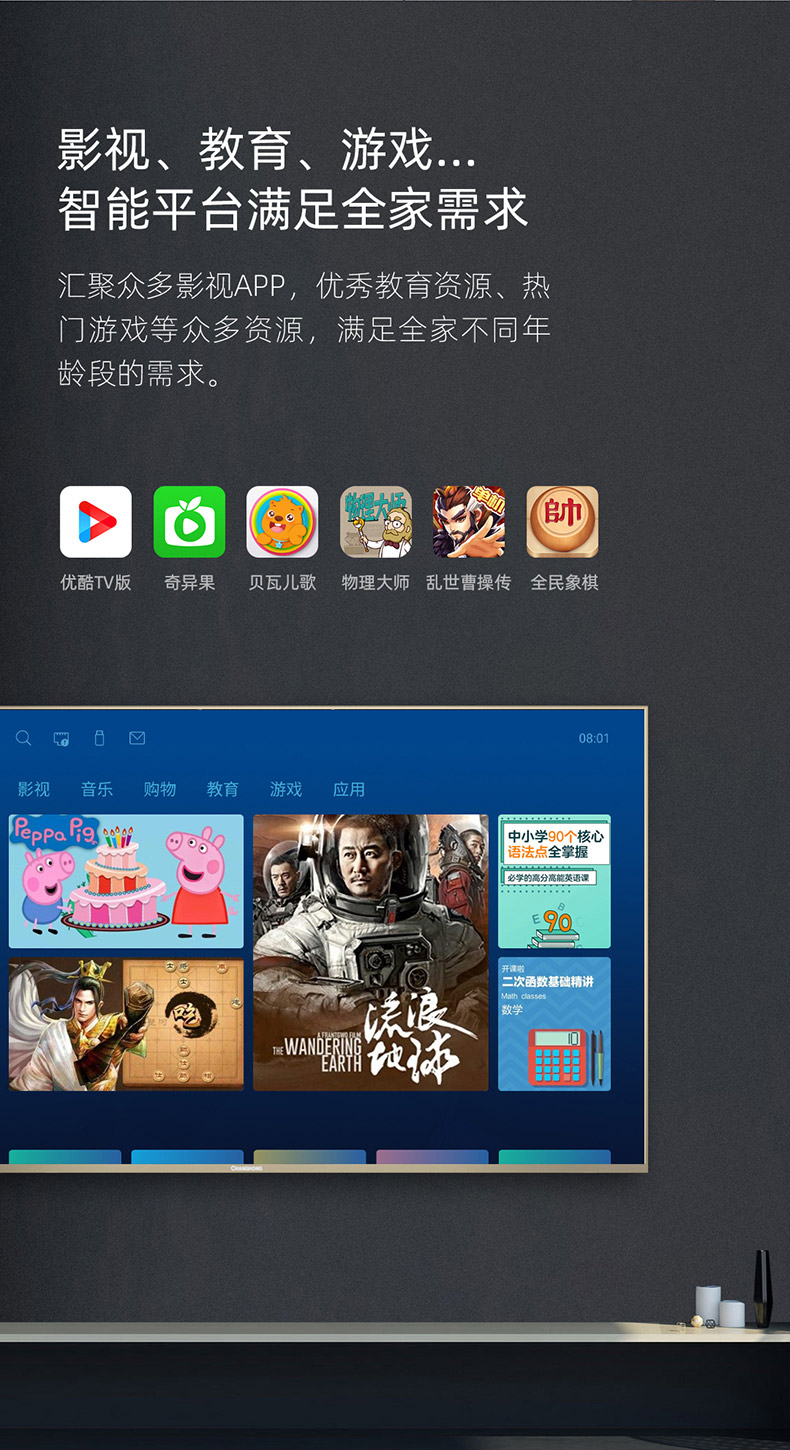 影视、教育、游戏...
智能平台满足全家需求
汇聚众多影视APP，优秀教育资源、热
门游戏等众多资源，满足全家不同年
龄段的需求。
单机
物理大师
帥
优酷TV版
奇异果
贝瓦儿歌
物理大师
乱世曹操传
全民象棋
08:01
影视
音乐
购物
教育
游戏
应用
Peppa Pig
中小学90个核心
语法点全掌握
必学的高分高能英语课
E
B
90
流浪
地球
A FRANTGWO FILM
THE WANDERING
EARTH
开课啦
二次函数基础精讲
Math classes
数学
10
CHANGHONG